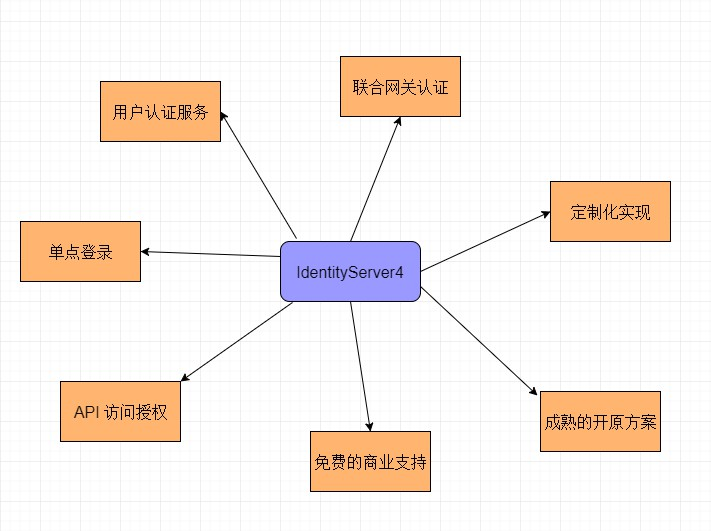 联合网关认证
用户认证服务
定制化实现
单点登录
IdentityServer4
API 访问授权
成熟的开原方案
免费的商业支持